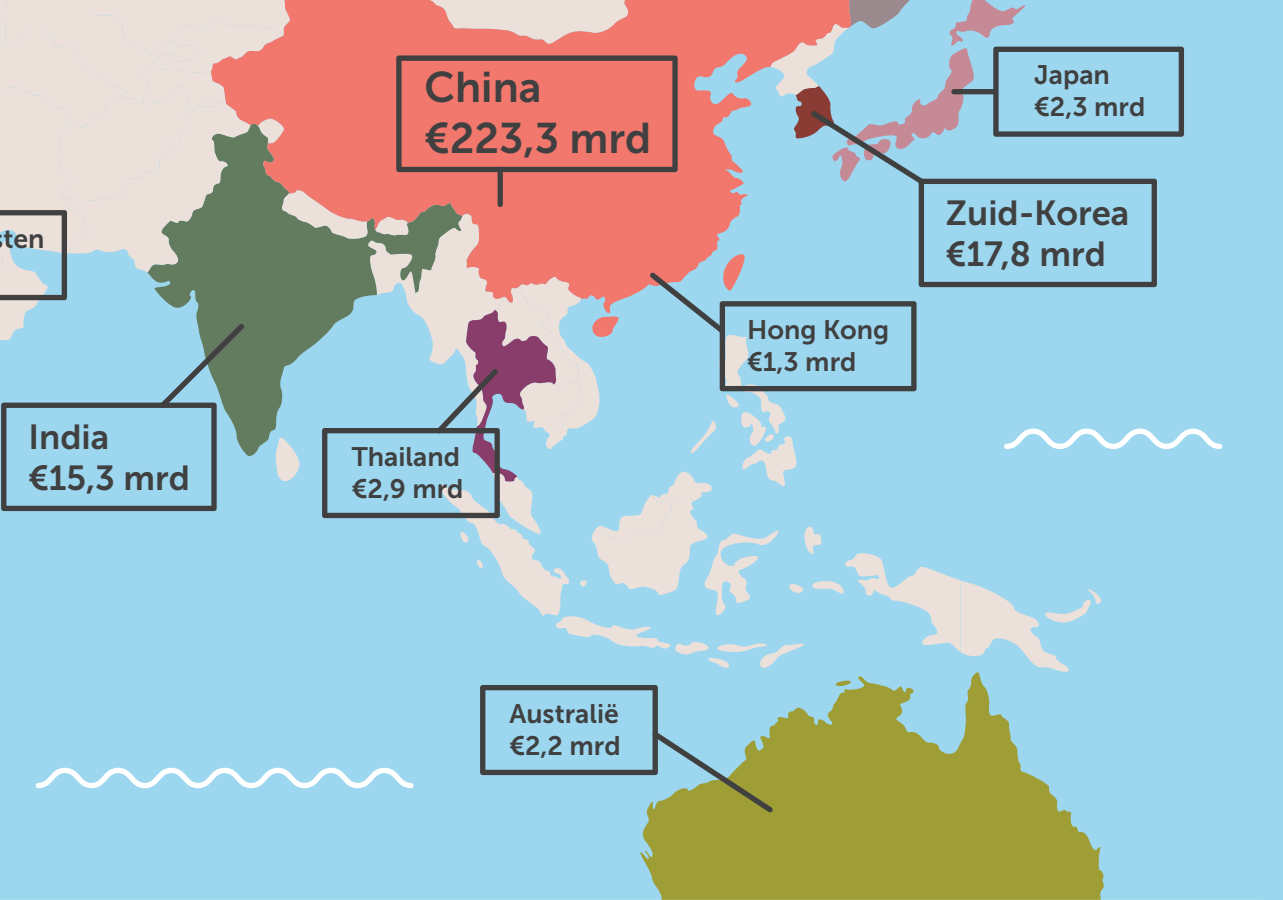 China
€223,3 mrd
Japan
€2,3 mrd
Zuid-Korea
€17,8 mrd
Hong Kong
€1,3 mrd
India
€15,3 mrd
Thailand
€2,9 mrd
Australië
€2,2 mrd